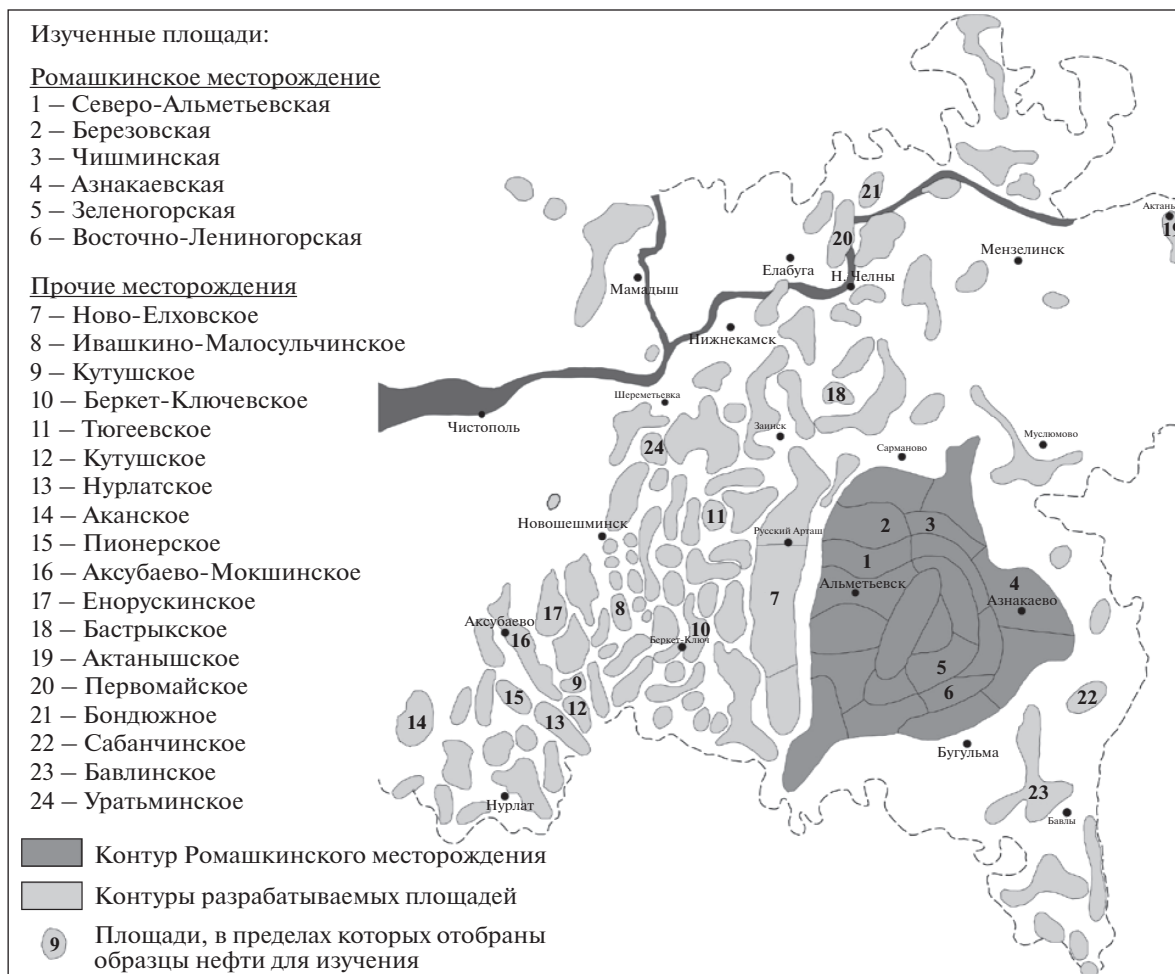 Изученные площади:
Ромашкинское месторождение
1 – Северо-Альметьевская
2 – Березовская
3 – Чишминская
4 – Азнакаевская
5 – Зеленогорская
6 – Восточно-Лениногорская
Прочие месторождения
7 – Ново-Елховское
8 – Ивашкино-Малосульчинское
9 – Кутушское
10 – Беркет-Ключевское
11 – Тюгеевское
12 – Кутушское
13 – Нурлатское
14 – Аканское
15 – Пионерское
16 – Аксубаево-Мокшинское
17 – Енорускинское
18 – Бастрыкское
19 – Актанышское
20 – Первомайское
21 – Бондюжное
22 – Сабанчинское
23 – Бавлинское
24 – Уратьминское
Контур Ромашкинского месторождения
Контуры разрабатываемых площадей
9
Площади, в пределах которых отобраны
образцы нефти для изучения
21
Актаны
19
20
Мензелинск
Елабуга
Н. Челны
Мамадыш
Нижнекамск
18
Шереметьевка
Чистополь
Заинск
Муслюмово
24
Сарманово
11
Новошешминск
2
3
Русский Арташ
1
Альметьевск
4
Азнакаево
7
8
17
Аксубаево
16
10
Беркет-Ключ
5
9
6
15
12
22
14
13
Бугульма
23
Нурлат
Бавлы